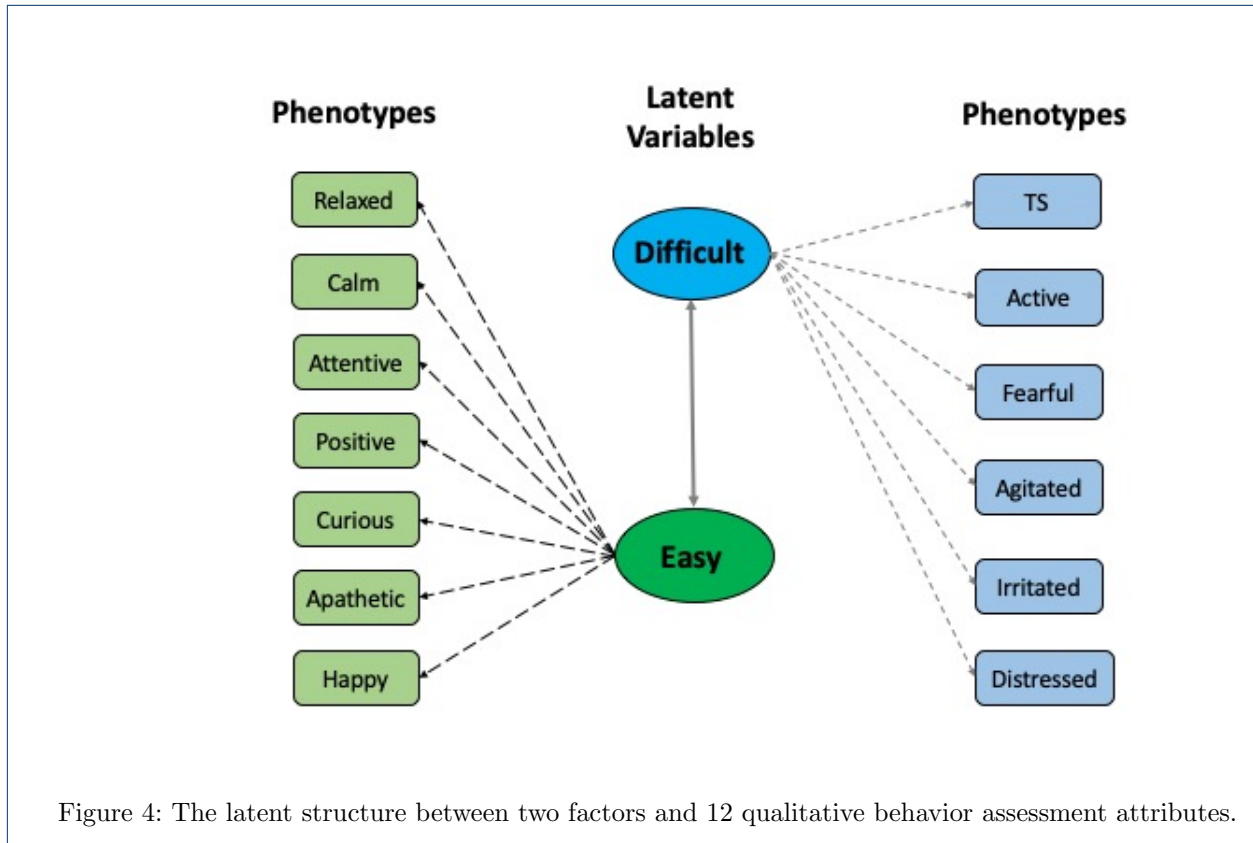 Phenotypes
Relaxed
Calm
Attentive
Positive
Curious
Apathetic
Happy
Latent
Variables
Difficult
Easy
Phenotypes
TS
Active
Fearful
Agitated
Irritated
Distressed
Figure 4: The latent structure between two factors and 12 qualitative behavior assessment attributes.